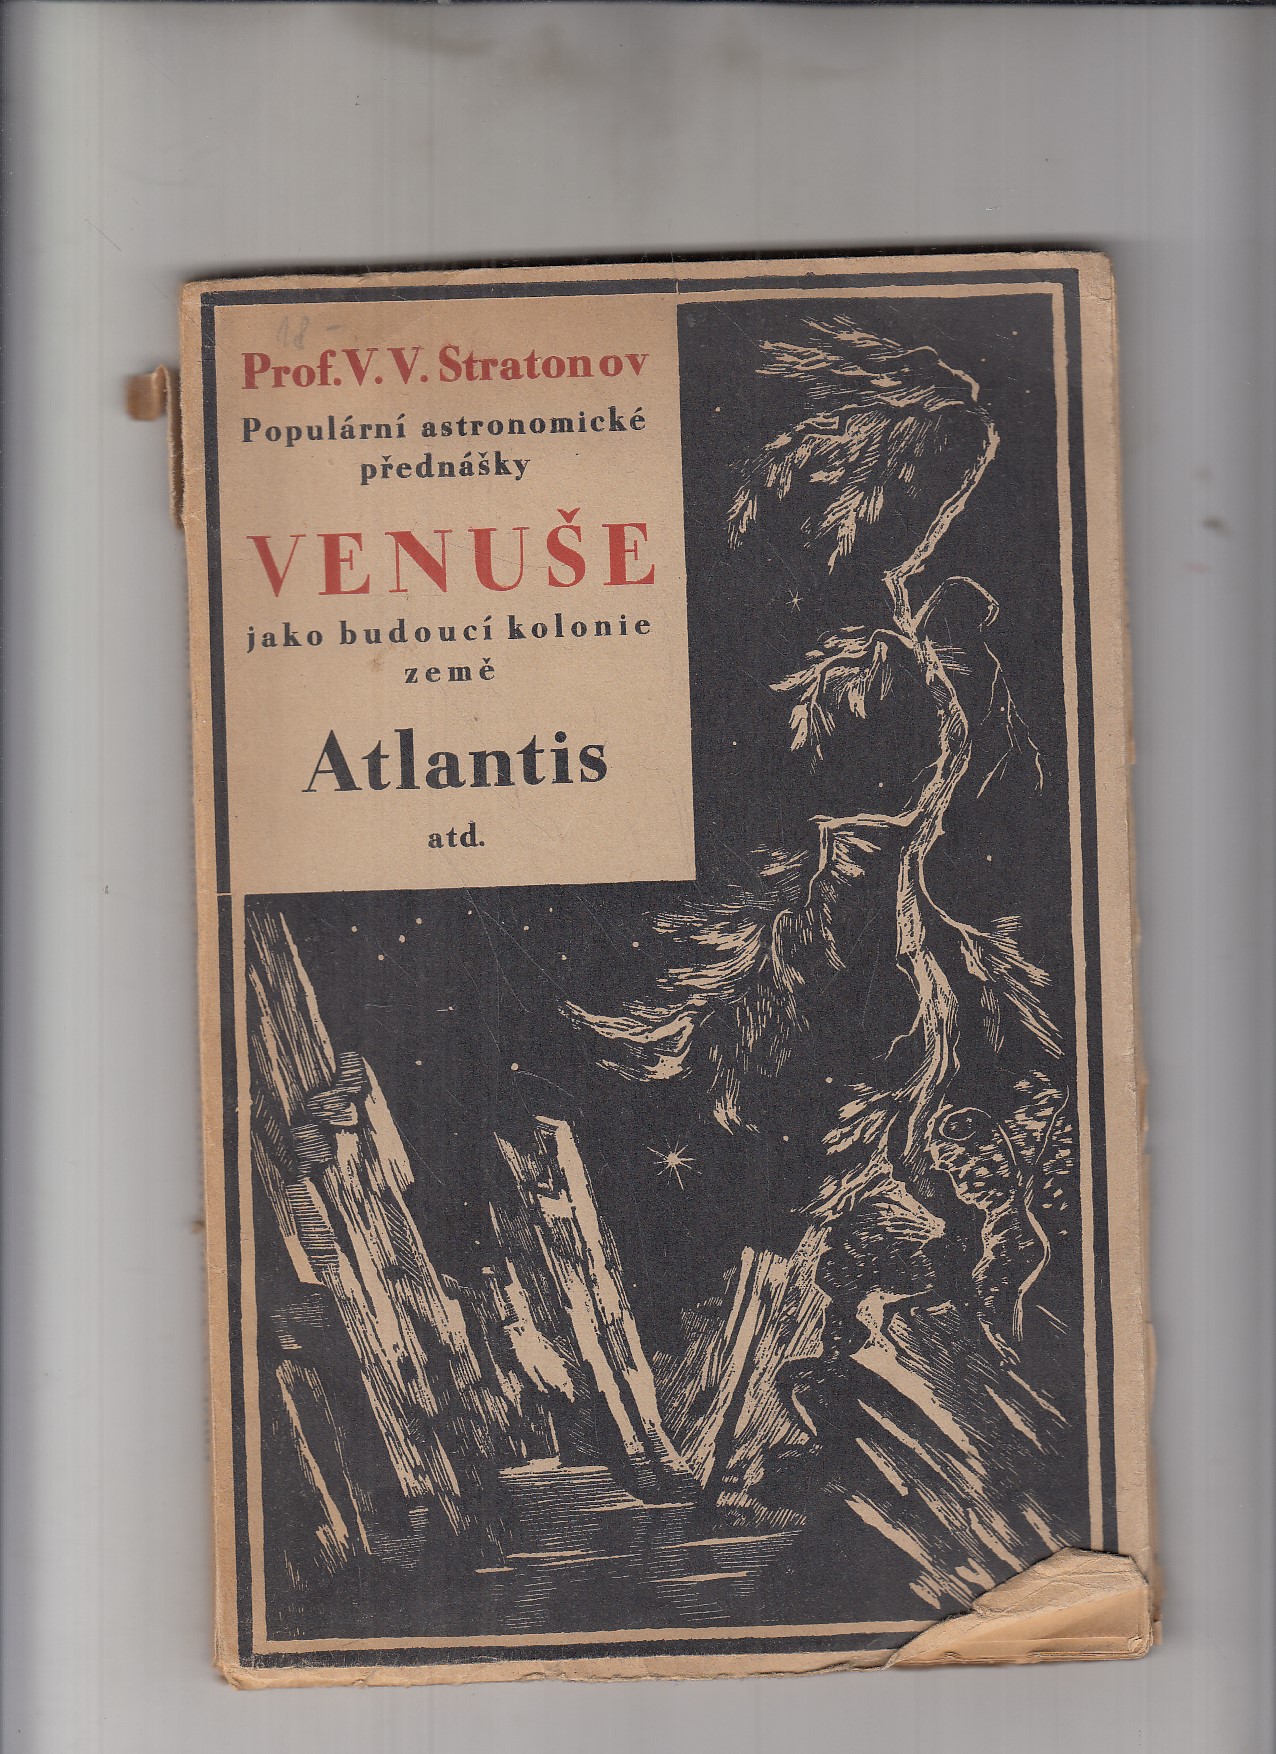 18-
Prof. V. V. Stratonov
Populární astronomické
přednášky
VENUŠE
jako budoucí kolonie
země
Atlantis
atd.